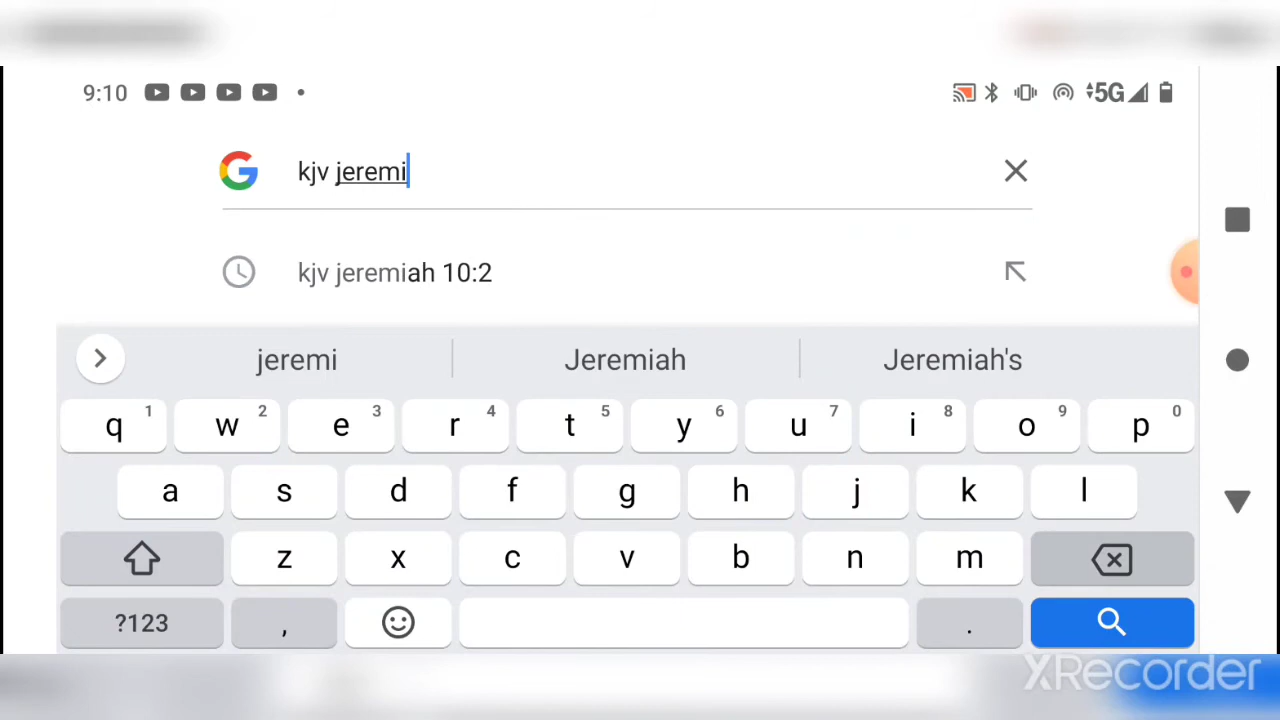 9:10 5G
kjv jeremi
kjv jeremiah 10:2
jeremi Jeremiah Jeremiah's
q 1 w 2 e 3 r 4 t 5 y 6 u 7 i 8 o 9 p 0
a s d f g h j k l
z x c v b n m
?123 , .
XRecorder